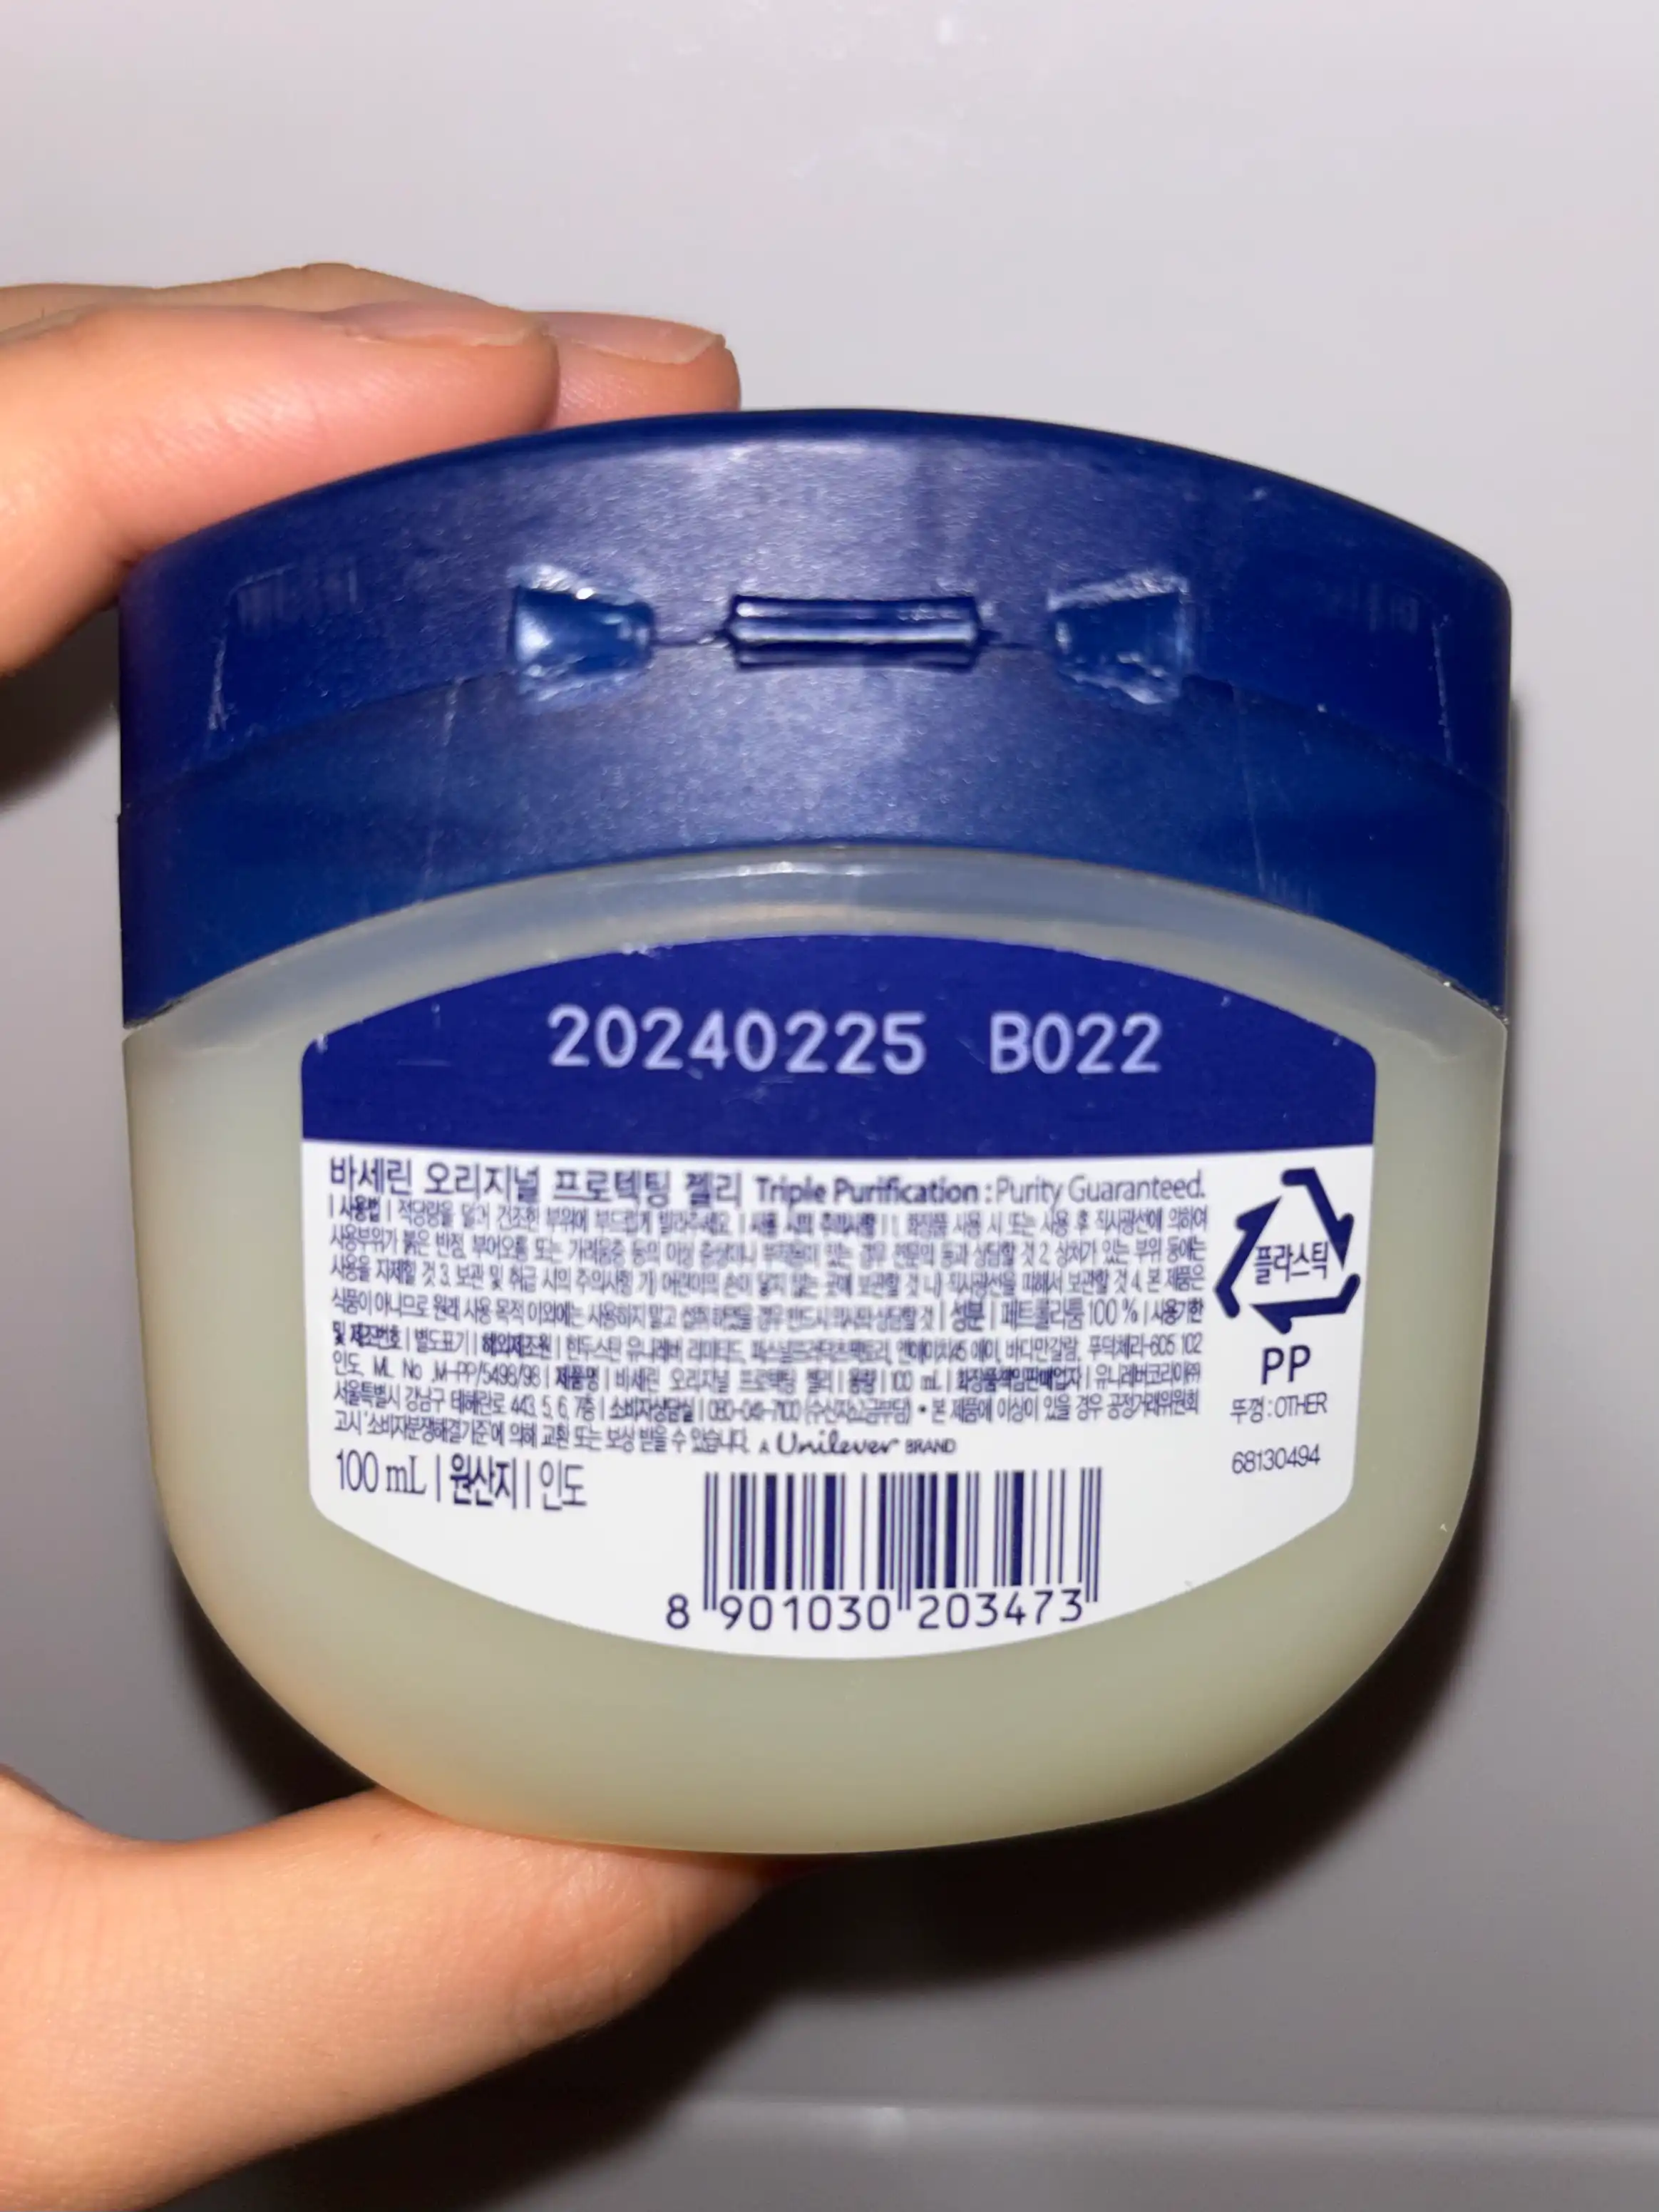 20240225 B022
바세린 오리지널 프로텍팅 젤리 Triple Purification : Purity Guaranteed.
| 사용법 | 적당량을 덜어 건조한 부위에 부드럽게 발라주세요 | 사용 시의 주의사항 | 1. 화장품 사용 시 또는 사용 후 직사광선에 의하여
사용부위가 붉은 반점, 부어오름 또는 가려움증 등의 이상 증상이나 부작용이 있는 경우 전문의 등과 상담할 것 2. 상처가 있는 부위 등에는
사용을 자제할 것 3. 보관 및 취급 시의 주의사항 가) 어린이의 손이 닿지 않는 곳에 보관할 것 나) 직사광선을 피해서 보관할 것 4. 본 제품은
식품이 아니므로 원래 사용 목적 이외에는 사용하지 말고 섭취하였을 경우 반드시 의사와 상담할 것 | 성분 | 페트롤라툼 100 % | 사용기한
및 제조번호 | 별도표기 | 해외제조원 | 힌두스탄 유니레버 리미티드, 바디만갈람, 푸더체리-605 102
인도. ML No ,M-PP/5498/98 | 제품명 | 바세린 오리지널 프로텍팅 젤리 | 용량 | 100 mL | 화장품책임판매업자 | 유니레버코리아㈜
서울특별시 강남구 테헤란로 443, 5, 6, 7층 | 소비자상담실 | 080-041-7100 (수신자요금부담) • 본 제품에 이상이 있을 경우 공정거래위원회
고시 '소비자분쟁해결기준'에 의해 교환 또는 보상 받을 수 있습니다. A Unilever BRAND
100 mL | 원산지 | 인도
8 901030 203473
플라스틱
PP
뚜껑 : OTHER
68130494